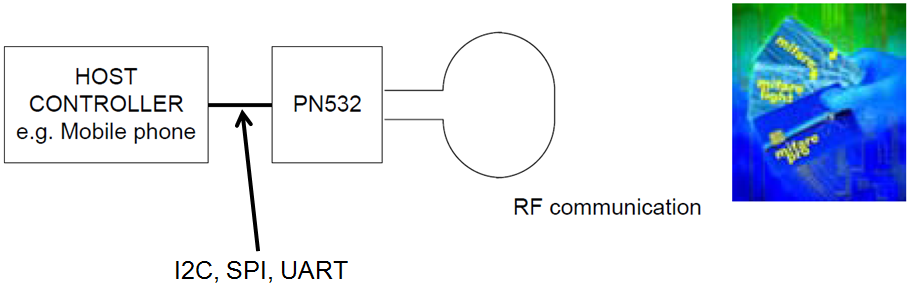 HOST
CONTROLLER
e.g. Mobile phone
PN532
RF communication
I2C, SPI, UART
mifare
mifare
light
mifare
pro